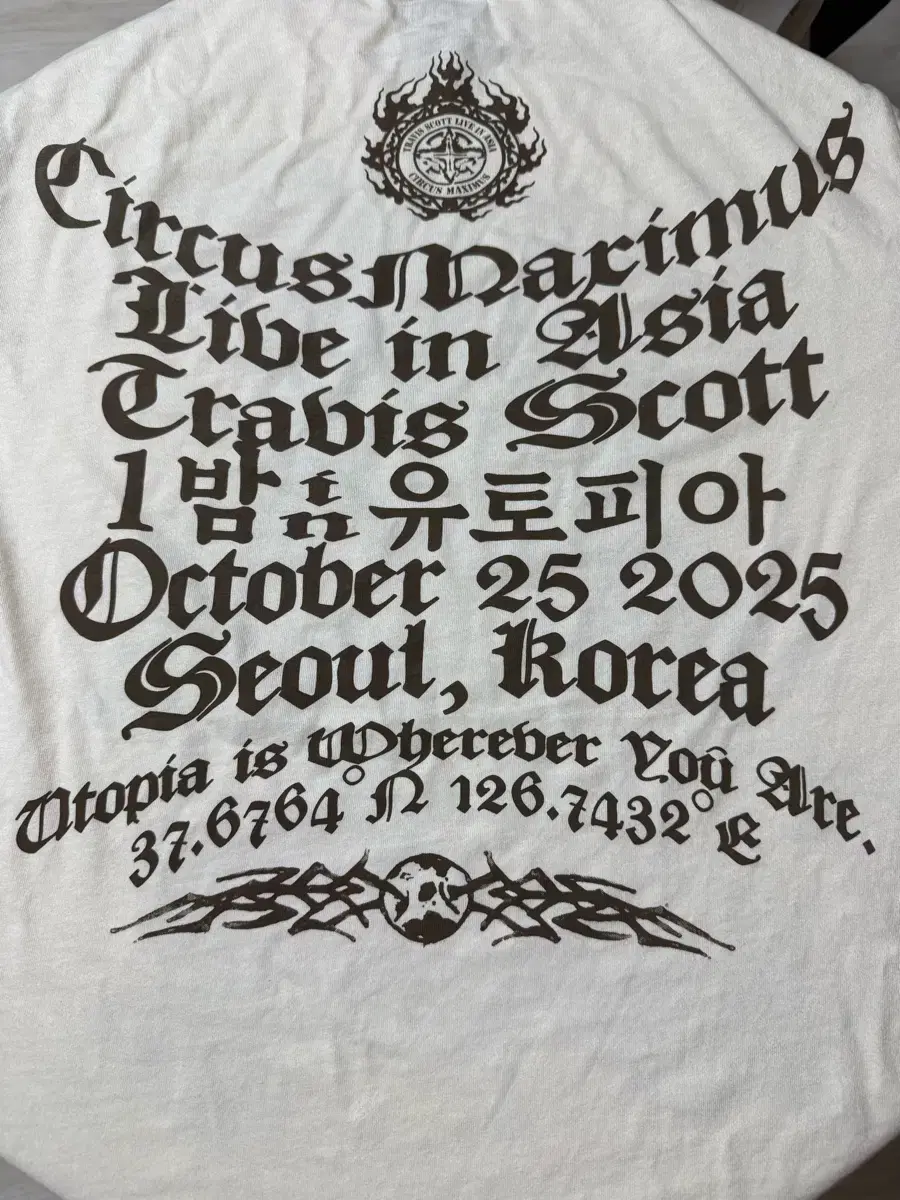 TRAVIS SCOTT LIVE IN ASIA
CIRCUS MAXIMUS
Circus Maximus
Live in Asia
Travis Scott
1 밤 in 유토피아
October 25 2025
Seoul, Korea
Utopia is Wherever You Are.
37.6764° N 126.7432° E